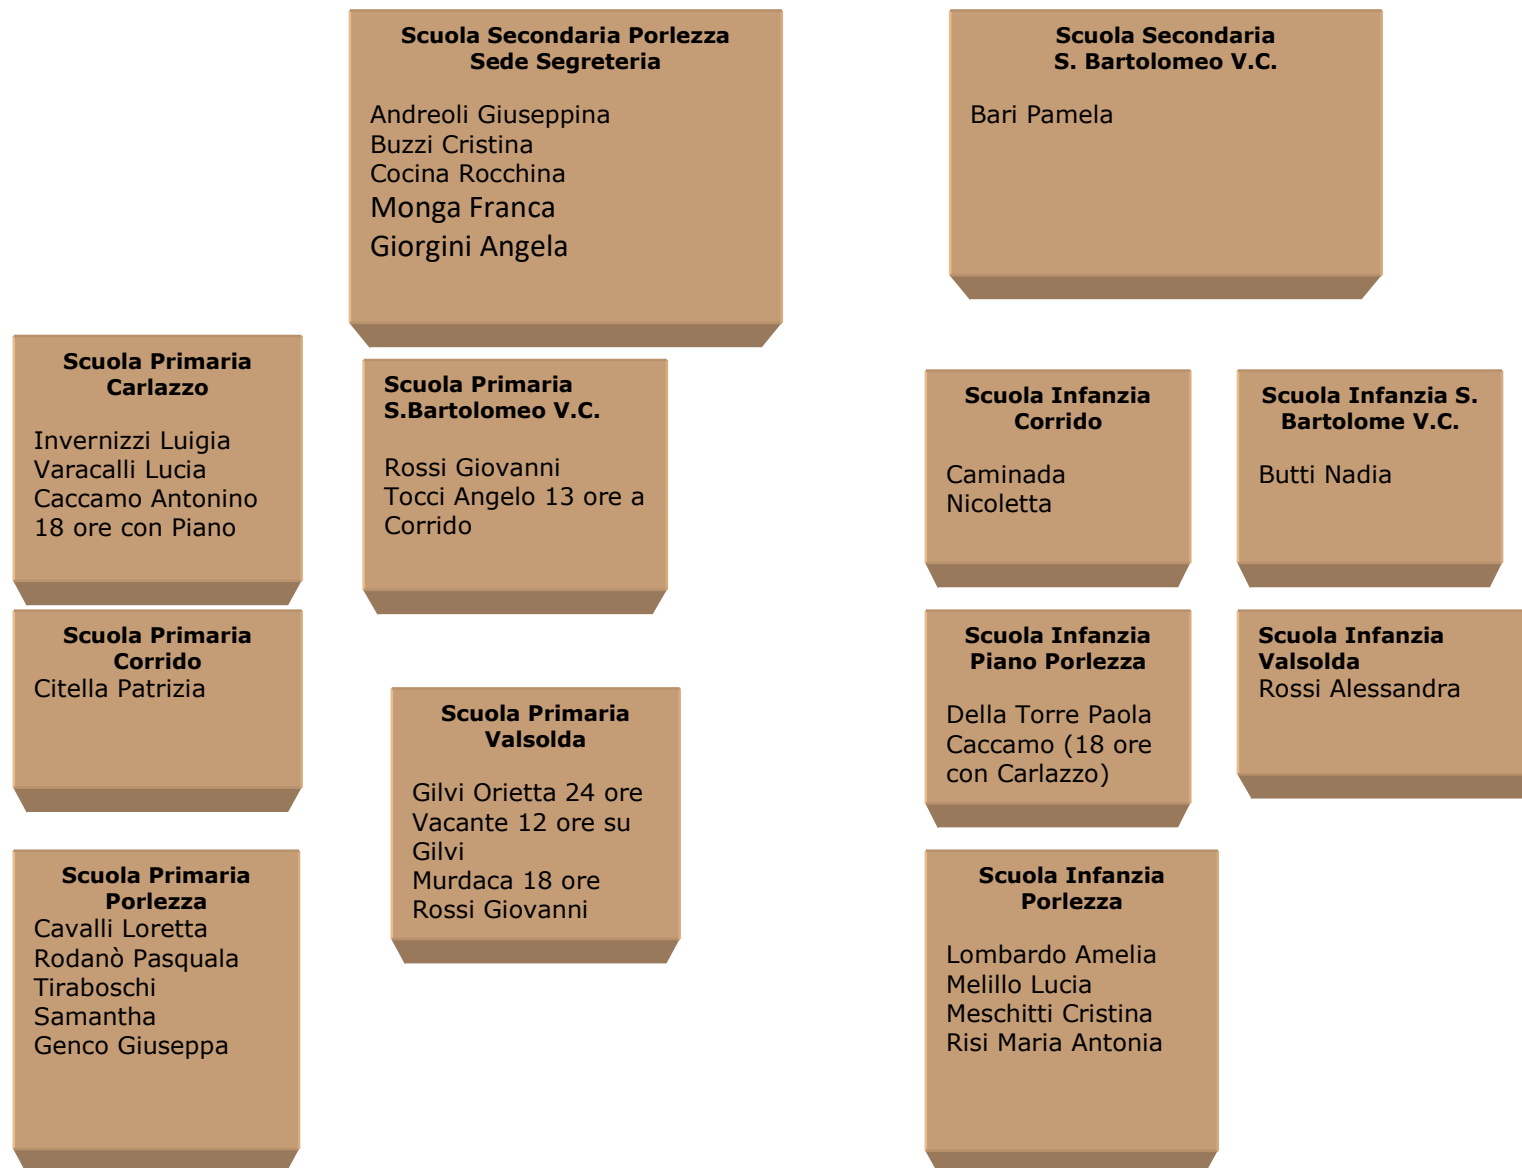 Scuola Secondaria Porlezza
Sede Segreteria
Andreoli Giuseppina
Buzzi Cristina
Cocina Rocchina
Monga Franca
Giorgini Angela
Scuola Secondaria
S. Bartolomeo V.C.
Bari Pamela
Scuola Primaria
Carlazzo
Invernizzi Luigia
Varacalli Lucia
Caccamo Antonino
18 ore con Piano
Scuola Primaria
S.Bartolomeo V.C.
Rossi Giovanni
Tocci Angelo 13 ore a
Corrido
Scuola Infanzia
Corrido
Caminada
Nicoletta
Scuola Infanzia S.
Bartolome V.C.
Butti Nadia
Scuola Primaria
Corrido
Citella Patrizia
Scuola Primaria
Valsolda
Gilvi Orietta 24 ore
Vacante 12 ore su
Gilvi
Murdaca 18 ore
Rossi Giovanni
Scuola Infanzia
Piano Porlezza
Della Torre Paola
Caccamo (18 ore
con Carlazzo)
Scuola Infanzia
Valsolda
Rossi Alessandra
Scuola Primaria
Porlezza
Cavalli Loretta
Rodanò Pasquala
Tiraboschi
Samantha
Genco Giuseppa
Scuola Infanzia
Porlezza
Lombardo Amelia
Melillo Lucia
Meschitti Cristina
Risi Maria Antonia